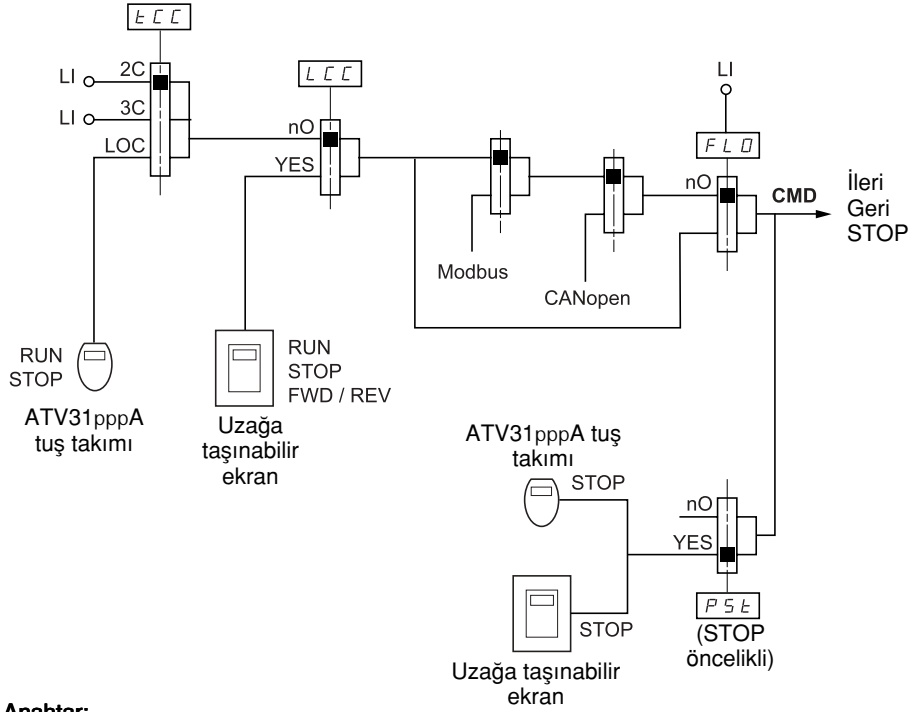 tCC
LI
2C
LI
3C
LOC
LCC
nO
YES
Modbus
CANopen
LI
FLO
nO
CMD
İleri
Geri
STOP
RUN
STOP
ATV31pppA
tuş takımı
RUN
STOP
FWD / REV
Uzağa
taşınabilir
ekran
ATV31pppA tuş
takımı
STOP
STOP
Uzağa taşınabilir
ekran
nO
YES
PSt
(STOP
öncelikli)
Anahtar: